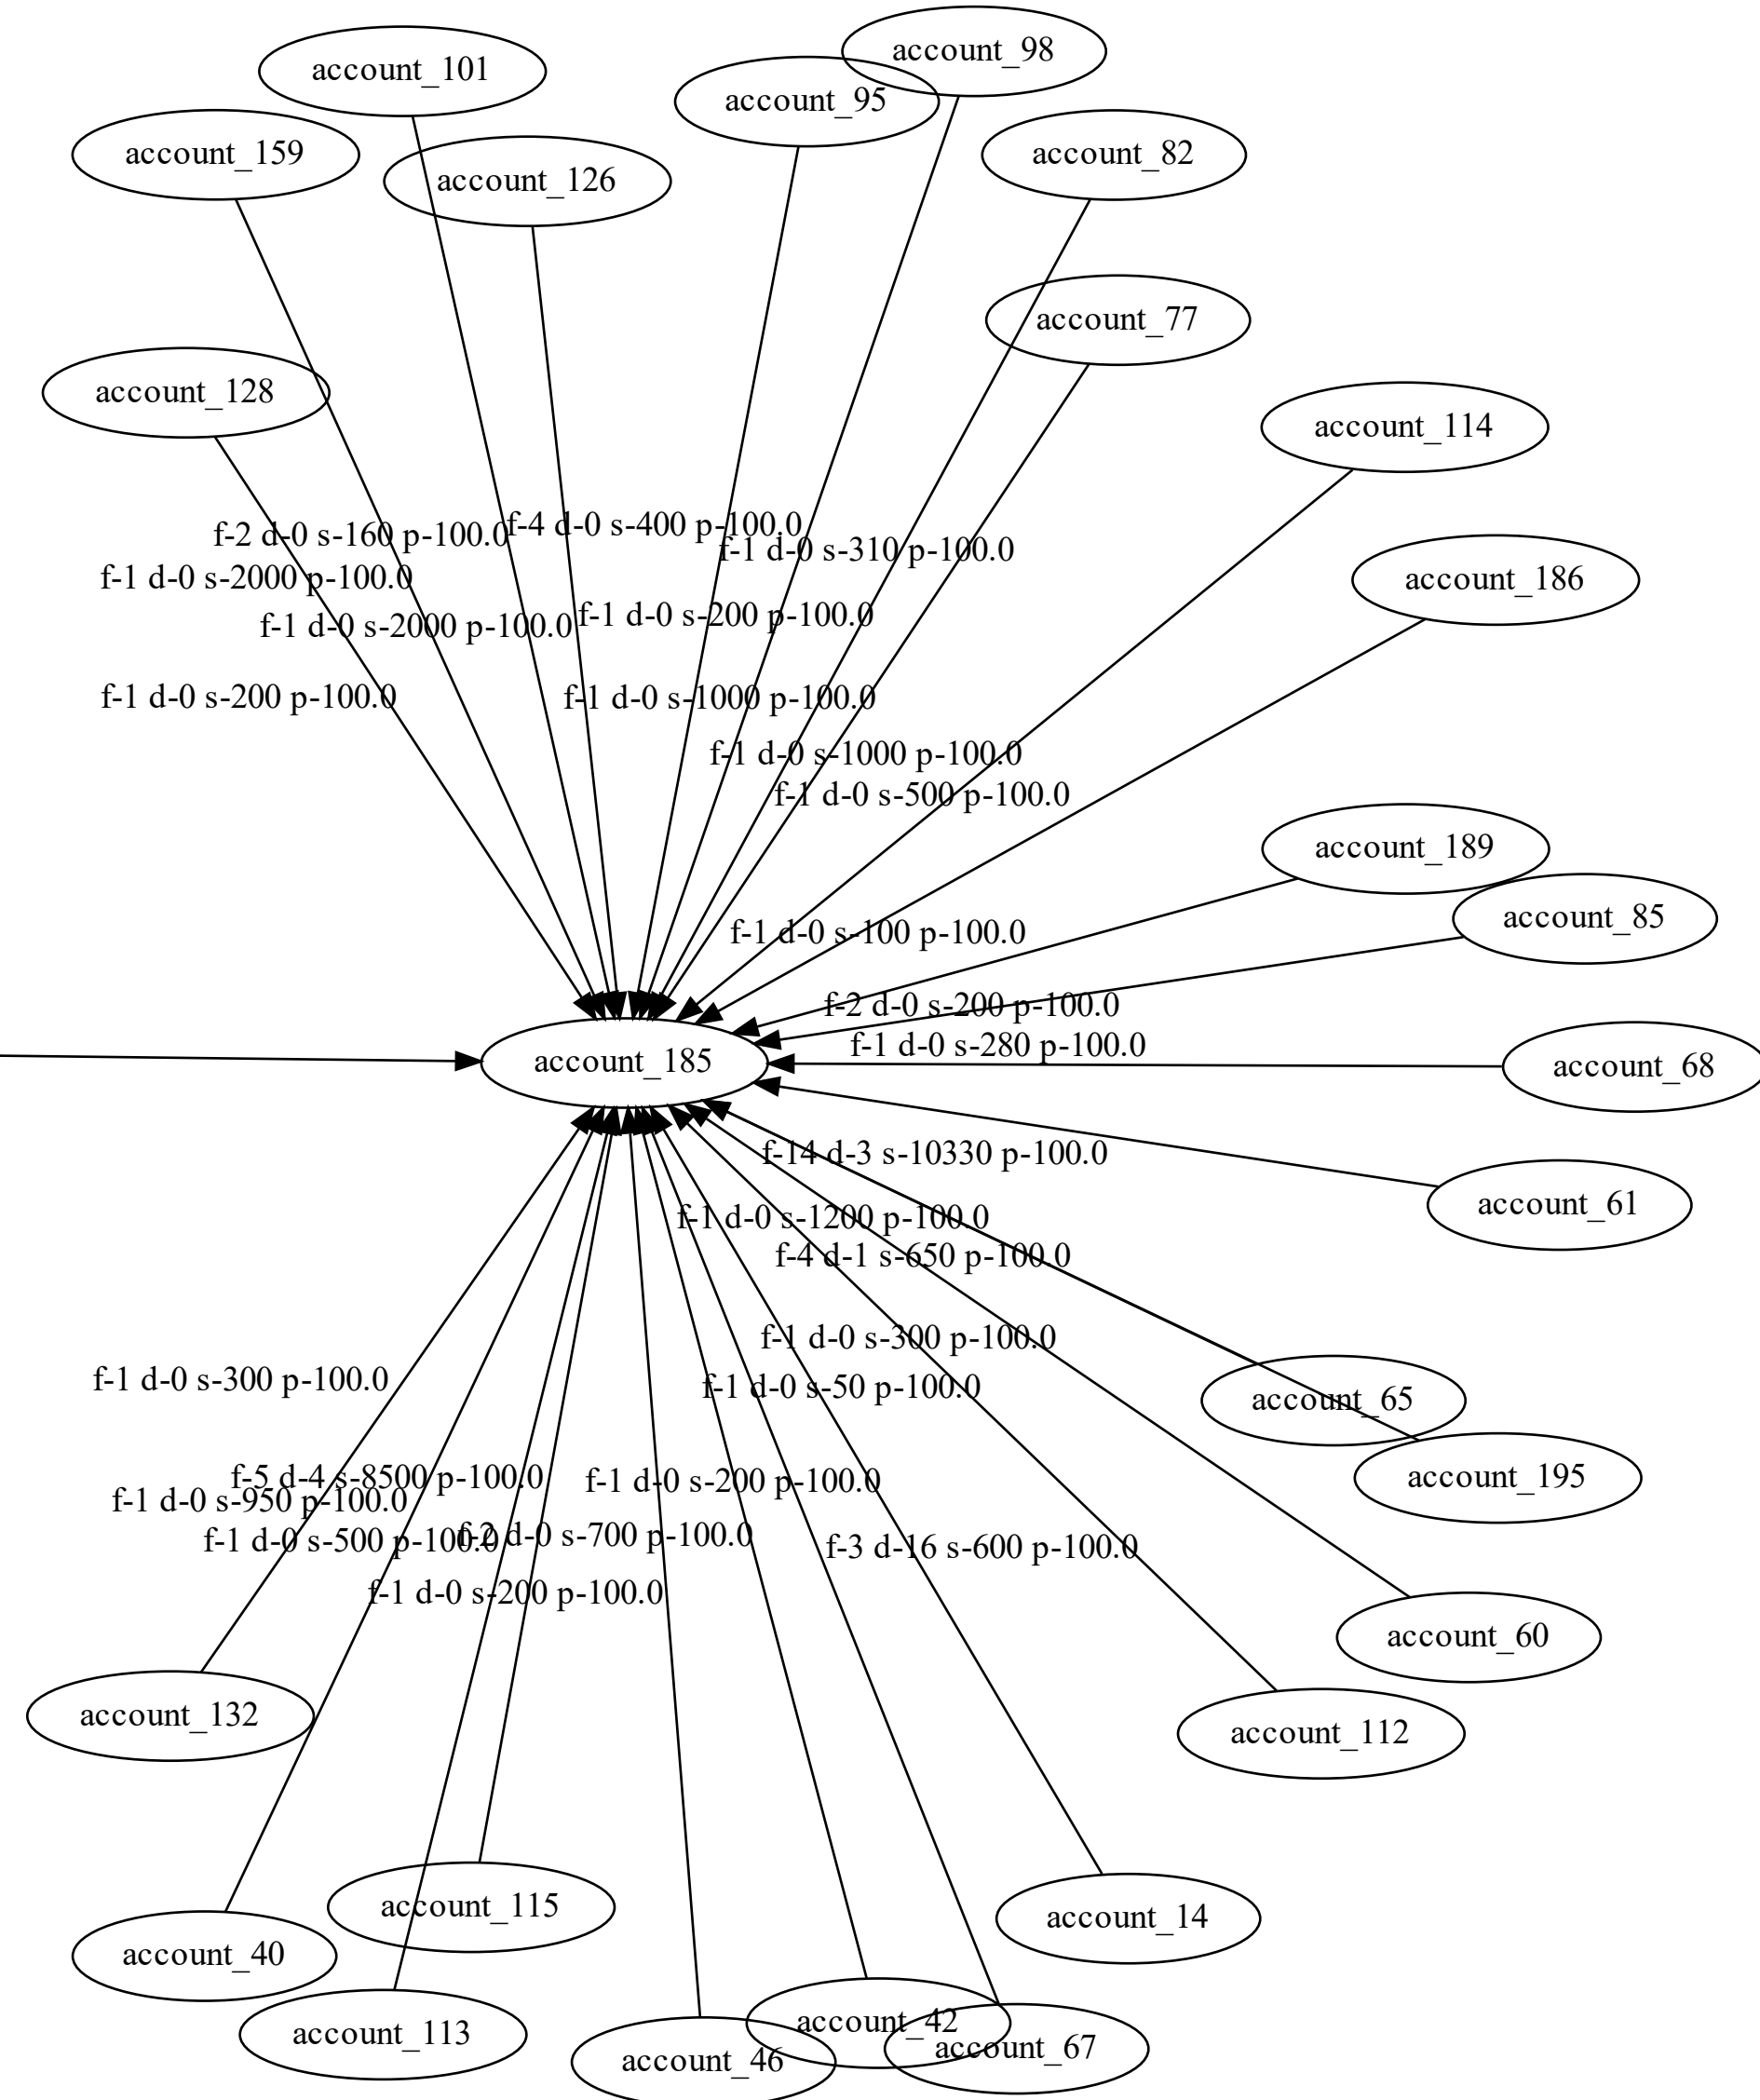 account_98
account_101
account_95
account_159
account_82
account_126
account_77
account_128
account_114
f-4 d-0 s-400 p-100.0
f-2 d-0 s-160 p-100.0
f-1 d-0 s-310 p-100.0
f-1 d-0 s-2000 p-100.0
account_186
f-1 d-0 s-200 p-100.0
f-1 d-0 s-2000 p-100.0
f-1 d-0 s-200 p-100.0
f-1 d-0 s-1000 p-100.0
f-1 d-0 s-1000 p-100.0
f-1 d-0 s-500 p-100.0
account_189
account_85
f-1 d-0 s-100 p-100.0
f-2 d-0 s-200 p-100.0
f-1 d-0 s-280 p-100.0
account_185
account_68
f-14 d-3 s-10330 p-100.0
account_61
f-1 d-0 s-1200 p-100.0
f-4 d-1 s-650 p-100.0
f-1 d-0 s-300 p-100.0
f-1 d-0 s-300 p-100.0
f-1 d-0 s-50 p-100.0
account_65
account_195
f-5 d-4 s-8500 p-100.0
f-1 d-0 s-200 p-100.0
f-1 d-0 s-950 p-100.0
f-1 d-0 s-500 p-100.0
f-2 d-0 s-700 p-100.0
f-3 d-16 s-600 p-100.0
f-1 d-0 s-200 p-100.0
account_60
account_132
account_112
account_115
account_14
account_40
account_42
account_113
account_67
account_46